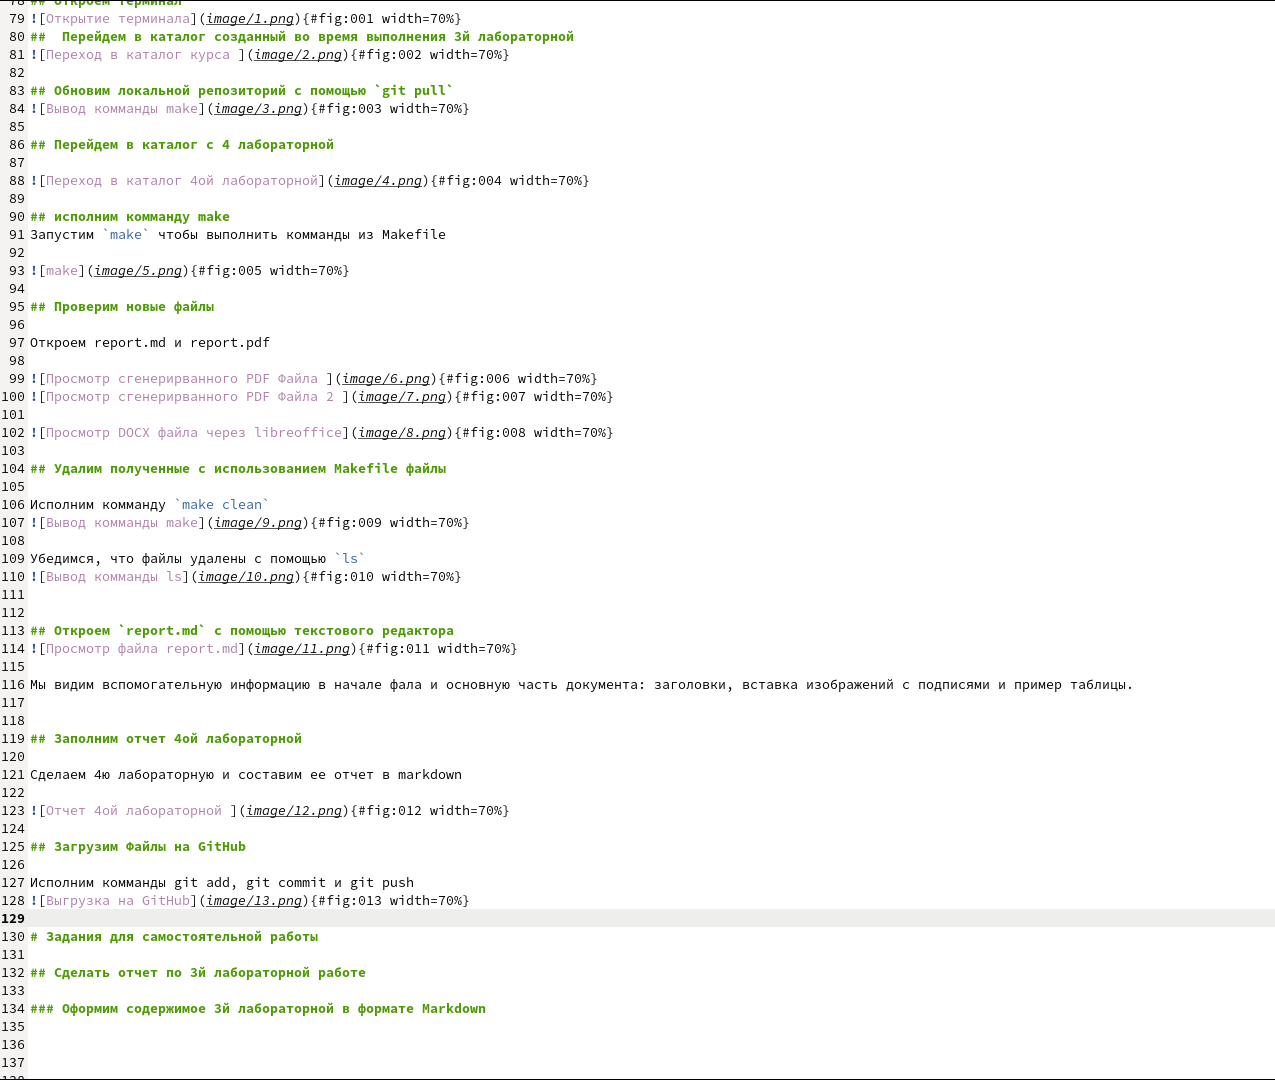 78 ## Откроем терминал
79 ![Открытие терминала](image/1.png){#fig:001 width=70%}
80 ##  Перейдем в каталог созданный во время выполнения 3й лабораторной
81 ![Переход в каталог курса ](image/2.png){#fig:002 width=70%}
82
83 ## Обновим локальной репозиторий с помощью `git pull`
84 ![Вывод комманды make](image/3.png){#fig:003 width=70%}
85
86 ## Перейдем в каталог с 4 лабораторной
87
88 ![Переход в каталог 4ой лабораторной](image/4.png){#fig:004 width=70%}
89
90 ## исполним комманду make
91 Запустим `make` чтобы выполнить комманды из Makefile
92
93 ![make](image/5.png){#fig:005 width=70%}
94
95 ## Проверим новые файлы
96
97 Откроем report.md и report.pdf
98
99 ![Просмотр сгенерирванного PDF Файла ](image/6.png){#fig:006 width=70%}
100 ![Просмотр сгенерирванного PDF Файла 2 ](image/7.png){#fig:007 width=70%}
101
102 ![Просмотр DOCX файла через libreoffice](image/8.png){#fig:008 width=70%}
103
104 ## Удалим полученные с использованием Makefile файлы
105
106 Исполним комманду `make clean`
107 ![Вывод комманды make](image/9.png){#fig:009 width=70%}
108
109 Убедимся, что файлы удалены с помощью `ls`
110 ![Вывод комманды ls](image/10.png){#fig:010 width=70%}
111
112
113 ## Откроем `report.md` с помощью текстового редактора
114 ![Просмотр файла report.md](image/11.png){#fig:011 width=70%}
115
116 Мы видим вспомогательную информацию в начале фала и основную часть документа: заголовки, вставка изображений с подписями и пример таблицы.
117
118
119 ## Заполним отчет 4ой лабораторной
120
121 Сделаем 4ю лабораторную и составим ее отчет в markdown
122
123 ![Отчет 4ой лабораторной ](image/12.png){#fig:012 width=70%}
124
125 ## Загрузим Файлы на GitHub
126
127 Исполним комманды git add, git commit и git push
128 ![Выгрузка на GitHub](image/13.png){#fig:013 width=70%}
129
130 # Задания для самостоятельной работы
131
132 ## Сделать отчет по 3й лабораторной работе
133
134 ### Оформим содержимое 3й лабораторной в формате Markdown
135
136
137